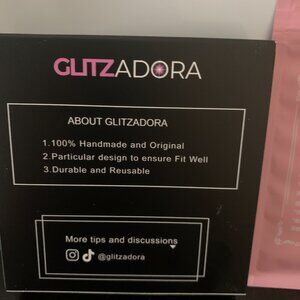 GLITZADORA
ABOUT GLITZADORA
1.100% Handmade and Original
2.Particular design to ensure Fit Well
3.Durable and Reusable
More tips and discussions
@glitzadora